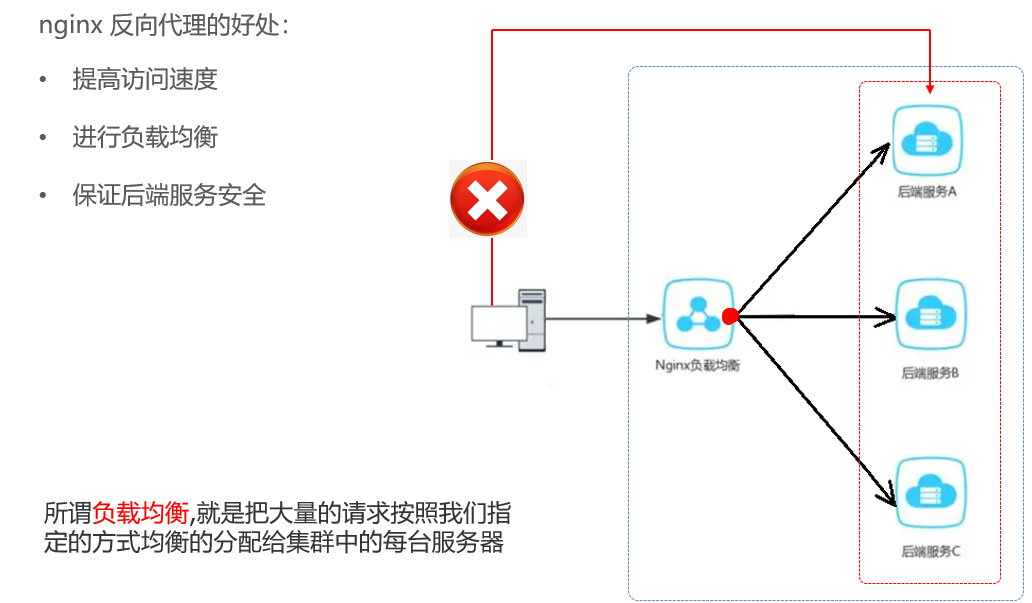 nginx 反向代理的好处：
• 提高访问速度
• 进行负载均衡
• 保证后端服务安全
后端服务A
Nginx负载均衡
后端服务B
所谓负载均衡,就是把大量的请求按照我们指
定的方式均衡的分配给集群中的每台服务器
后端服务C